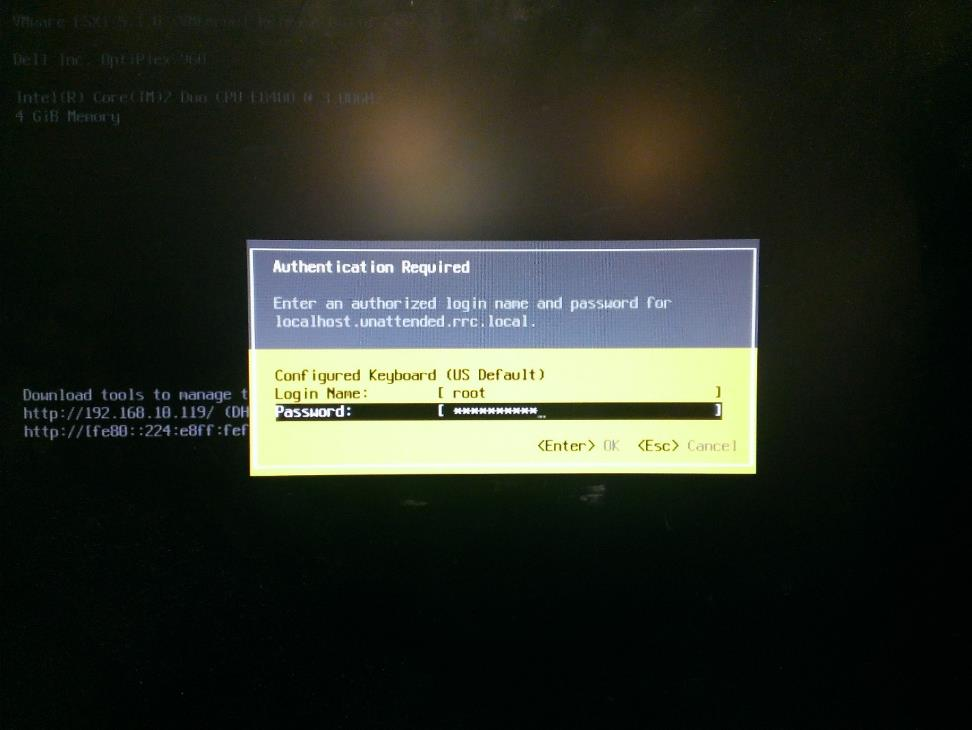 VMware ESXi 5.1.0 (VMKernel Release Build
Dell Inc. OptiPlex 960
Intel(R) Core(TM)2 Duo CPU E8400 @ 3.00GHz
4 GiB Memory
Authentication Required
Enter an authorized login name and password for
localhost.unattended.rrc.local.
Configured Keyboard (US Default)
Login Name: [ root ]
Password: [ ********** ]
<Enter> OK <Esc> Cancel
Download tools to manage t
http://192.168.10.119/ (DH
http://[fe80::224:e8ff:fef